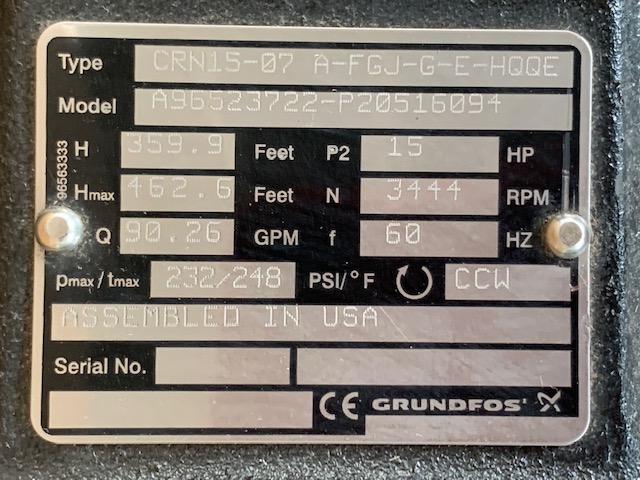 Type CRN15-07 A-FGJ-G-E-HQQE
Model A96523722-P20516094
96563333
H 359.9 Feet P2 15 HP
Hmax 462.6 Feet N 3444 RPM
Q 90.26 GPM f 60 HZ
pmax/tmax 232/248 PSI/°F CCW
ASSEMBLED IN USA
Serial No.
CE GRUNDFOS